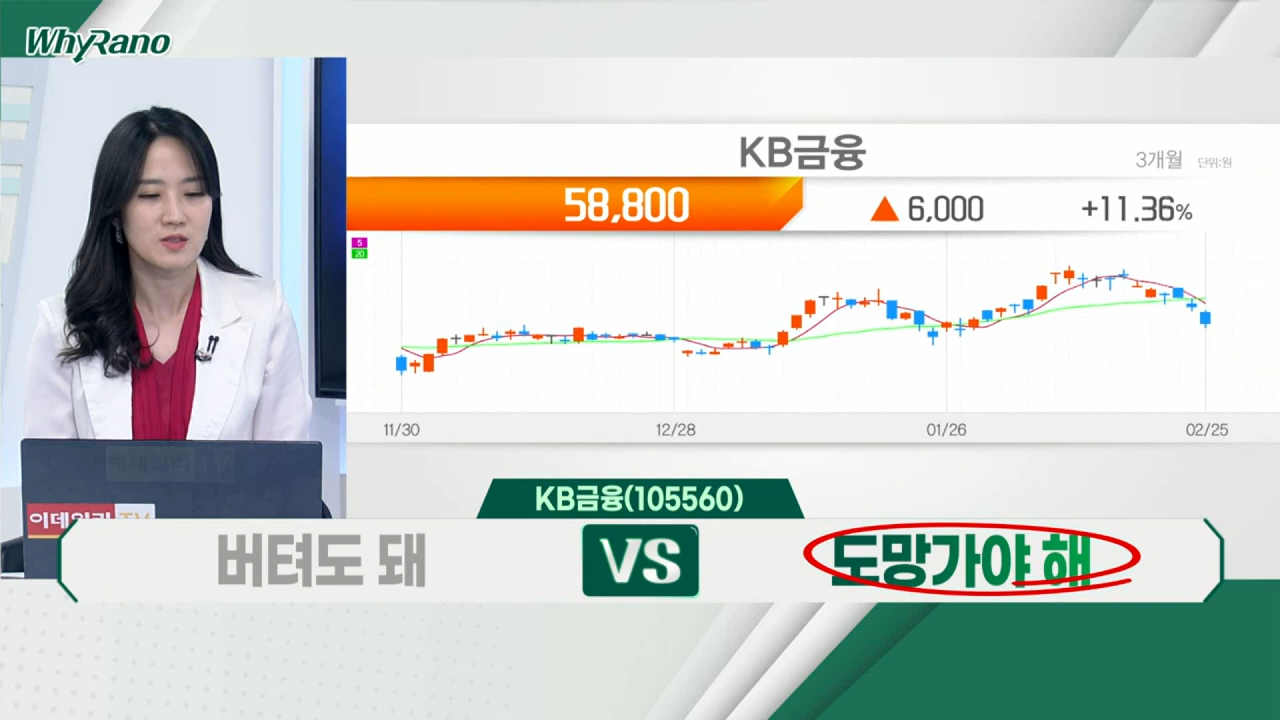 WhyRano
KB금융
3개월 단위:원
58,800 ▲ 6,000 +11.36%
5
20
11/30 12/28 01/26 02/25
KB금융(105560)
이데일리 TV
버텨도 돼 VS 도망가야 해